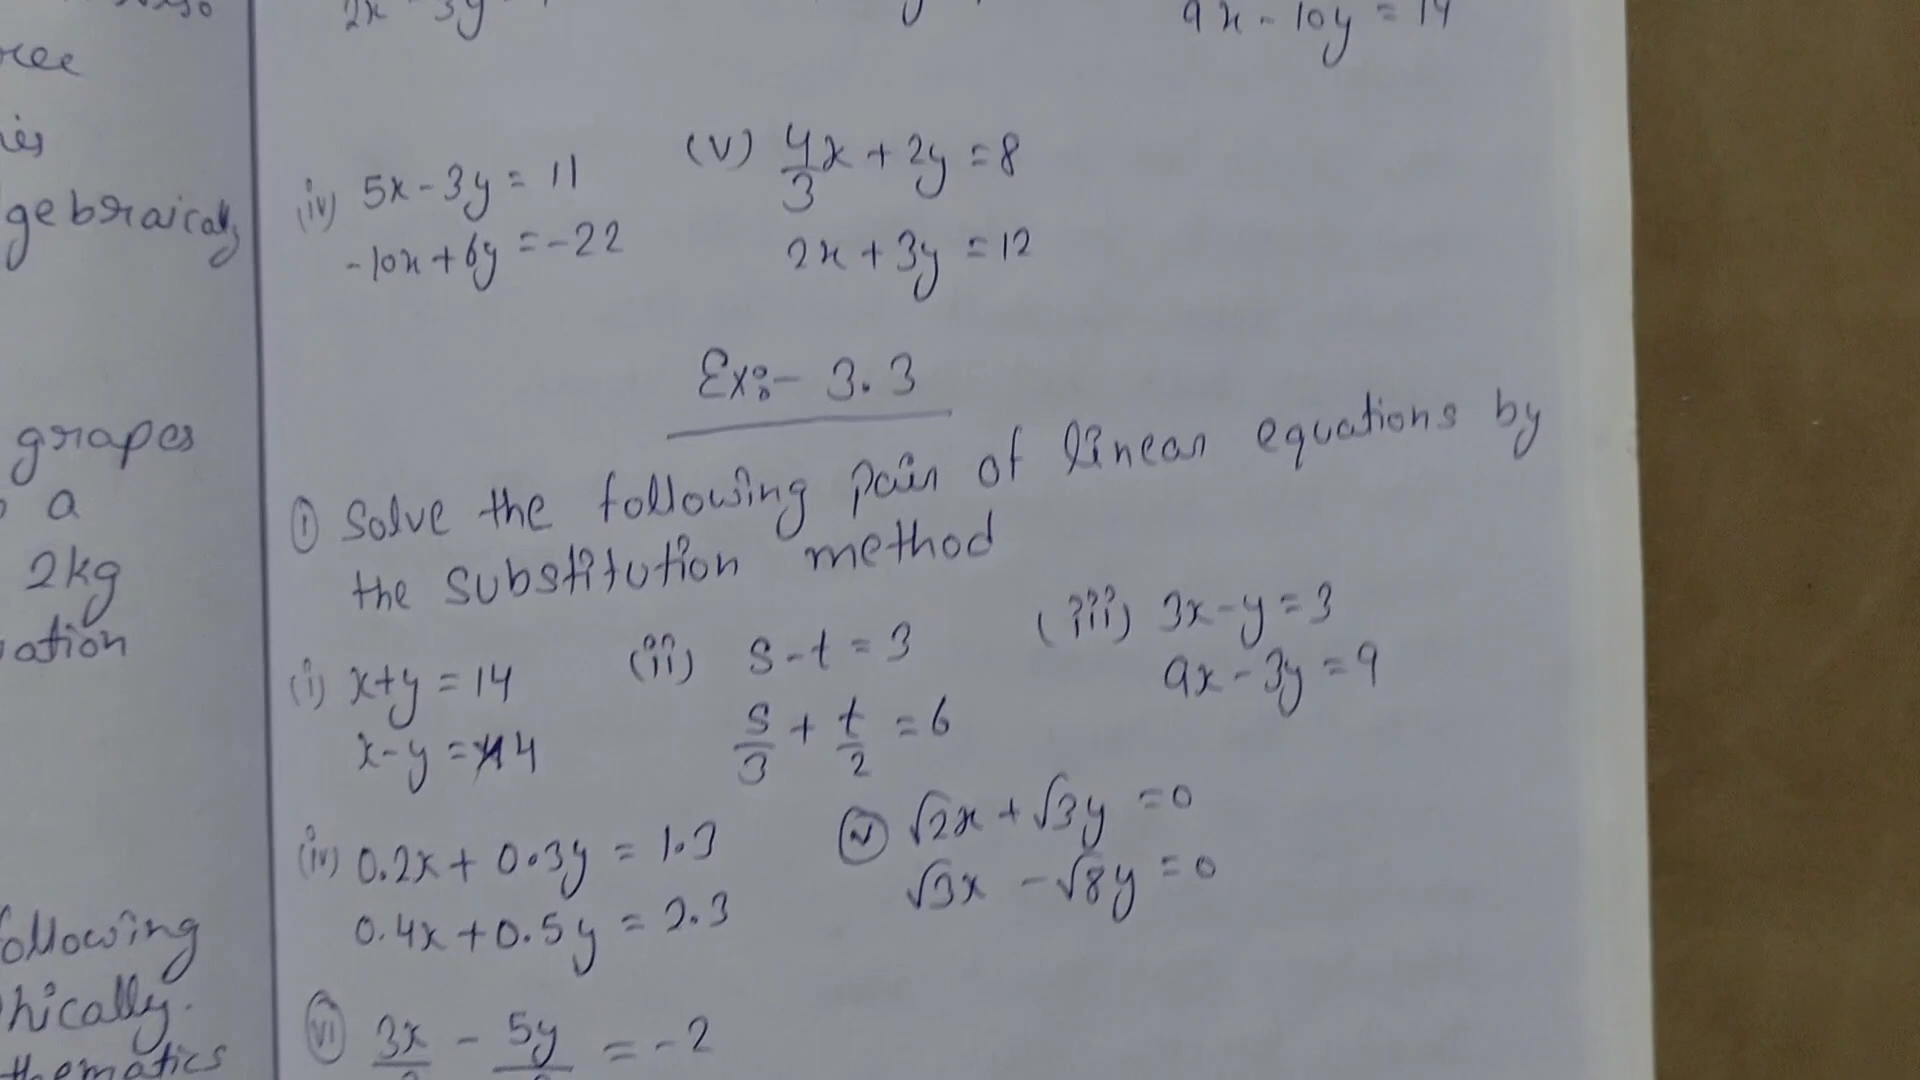 ree
ies
gebraically
grapes
a
2kg
ation
ollowing
hically.
thematics
2x 3y
9x - 10y = 14
(iv) 5x - 3y = 11
-10x + 6y = -22
(v) 4/3 x + 2y = 8
2x + 3y = 12
Ex:- 3.3
① Solve the following pair of linear equations by
the substitution method
(i) x+y = 14
x-y = 4
(ii) s-t = 3
s/3 + t/2 = 6
(iii) 3x-y = 3
9x-3y = 9
(iv) 0.2x + 0.3y = 1.3
0.4x + 0.5y = 2.3
(v) √2x + √3y = 0
√3x - √8y = 0
(vi) 3x - 5y = -2